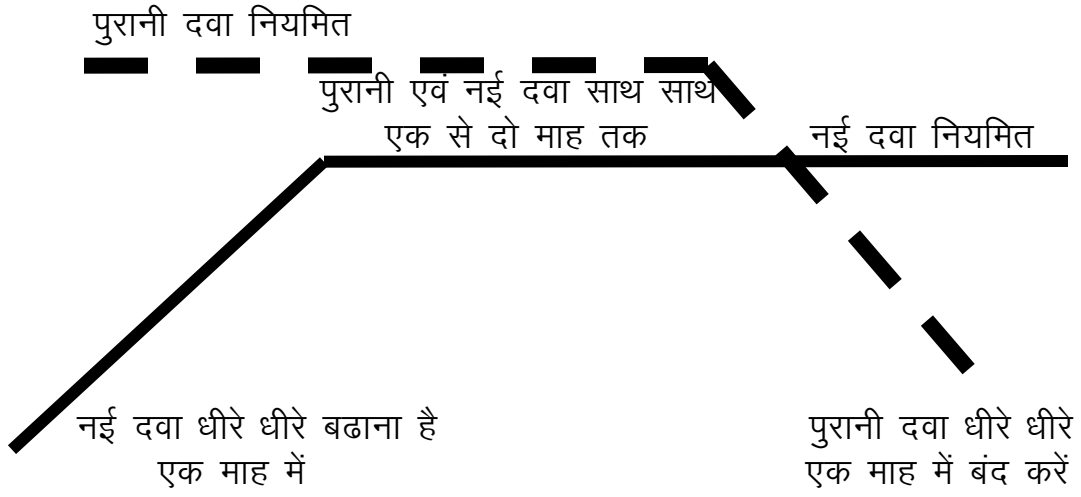 पुरानी दवा नियमित
पुरानी एवं नई दवा साथ साथ
एक से दो माह तक
नई दवा नियमित
नई दवा धीरे धीरे बढाना है
एक माह में
पुरानी दवा धीरे धीरे
एक माह में बंद करें